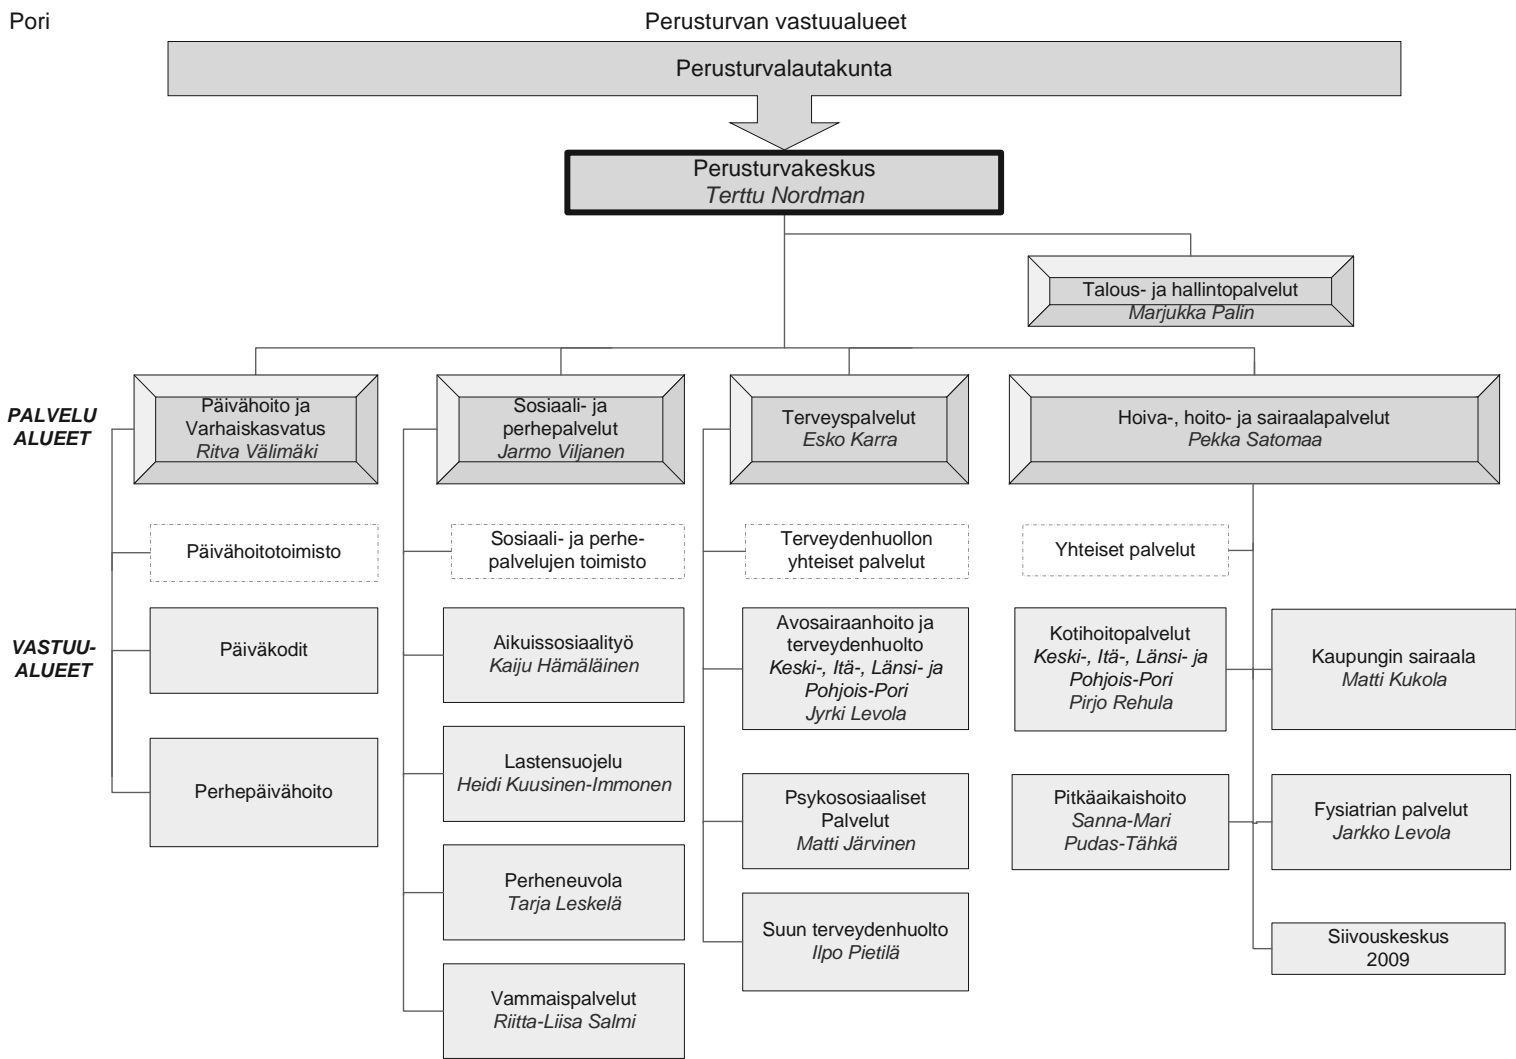 Pori
Perusturvan vastuualueet
Perusturvalautakunta
Perusturvakeskus
Terttu Nordman
Talous- ja hallintopalvelut
Marjukka Palin
PALVELU
ALUEET
Päivähoito ja
Varhaiskasvatus
Ritva Välimäki
Sosiaali- ja
perhepalvelut
Jarmo Viljanen
Terveyspalvelut
Esko Karra
Hoiva-, hoito- ja sairaalapalvelut
Pekka Satomaa
Päivähoitotoimisto
Sosiaali- ja perhe-
palvelujen toimisto
Terveydenhuollon
yhteiset palvelut
Yhteiset palvelut
VASTUU-
ALUEET
Päiväkodit
Aikuissosiaalityö
Kaiju Hämäläinen
Avosairaanhoito ja
terveydenhuolto
Keski-, Itä-, Länsi- ja
Pohjois-Pori
Jyrki Levola
Kotihoitopalvelut
Keski-, Itä-, Länsi- ja
Pohjois-Pori
Pirjo Rehula
Kaupungin sairaala
Matti Kukola
Perhepäivähoito
Lastensuojelu
Heidi Kuusinen-Immonen
Psykososiaaliset
Palvelut
Matti Järvinen
Pitkäaikaishoito
Sanna-Mari
Pudas-Tähkä
Fysiatrian palvelut
Jarkko Levola
Perheneuvola
Tarja Leskelä
Suun terveydenhuolto
Ilpo Pietilä
Siivouskeskus
2009
Vammaispalvelut
Riitta-Liisa Salmi